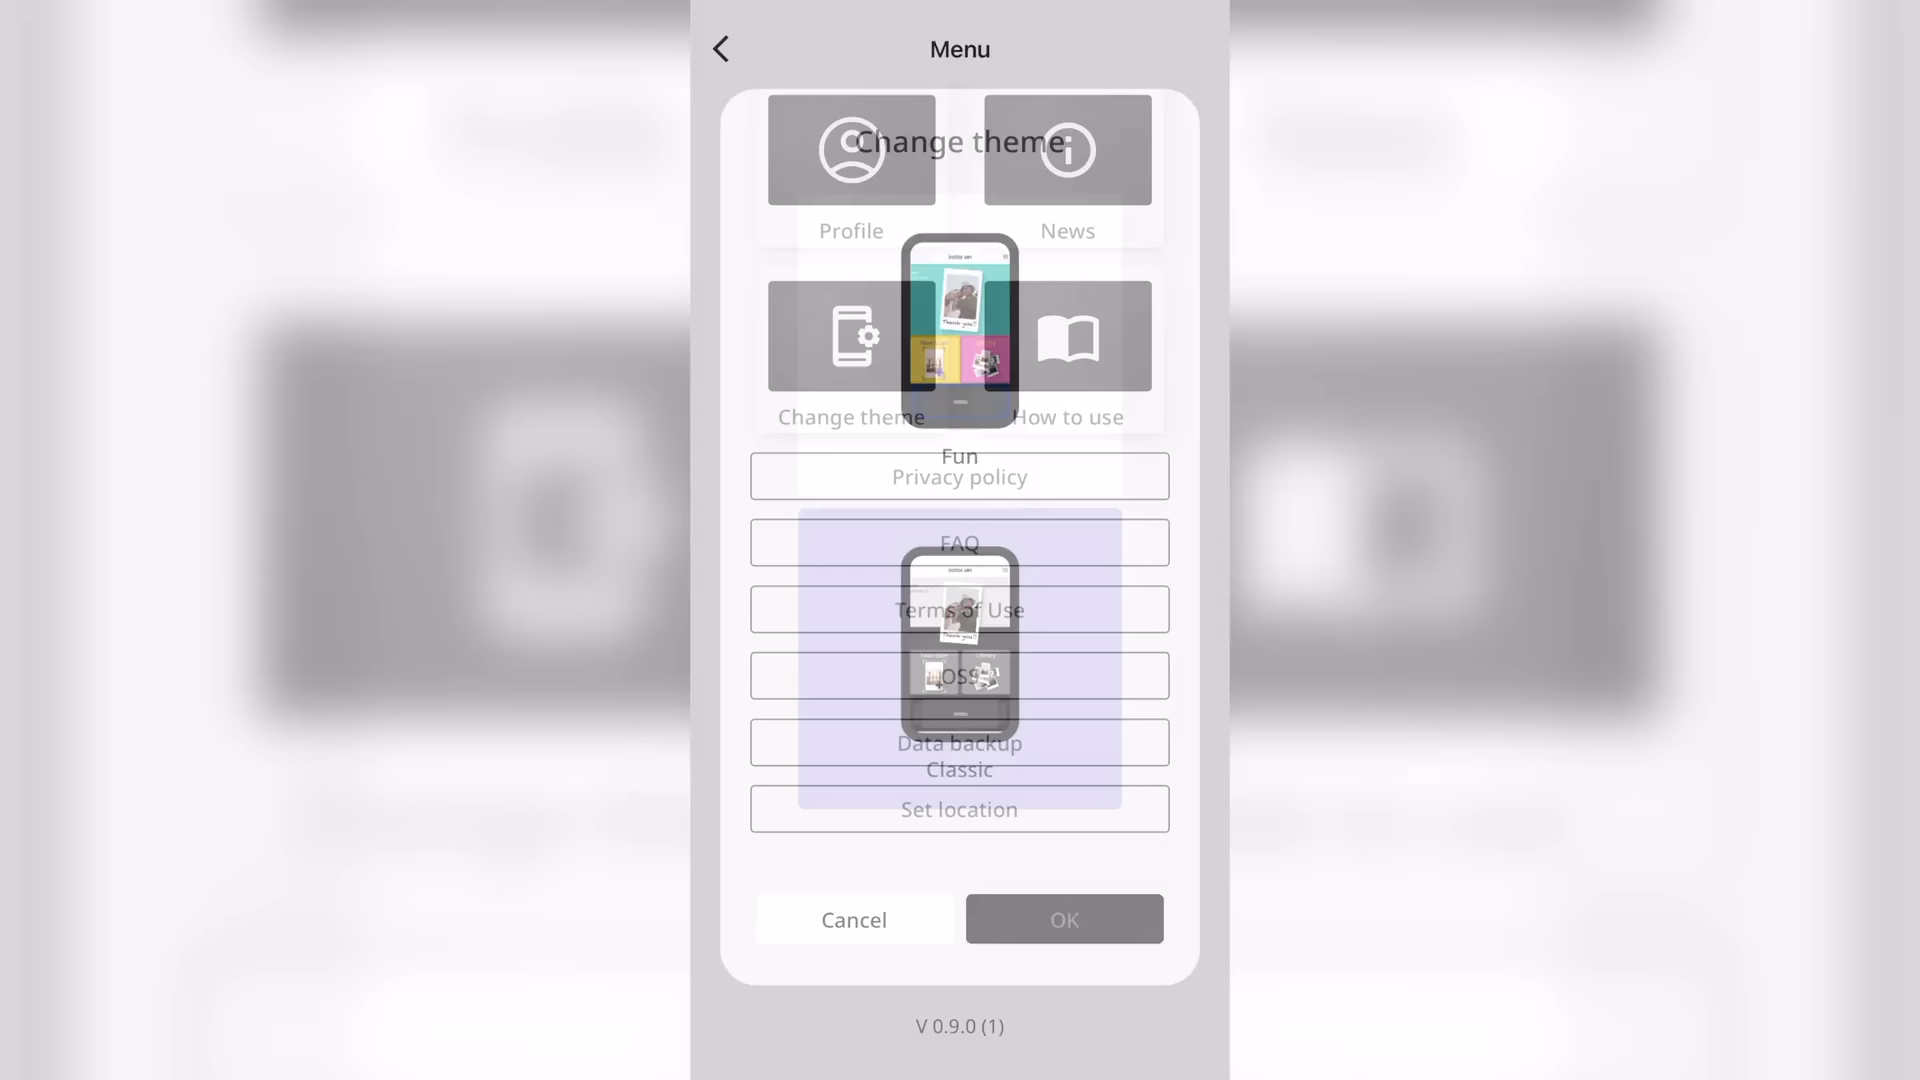 Menu
Change theme
Profile
News
Change theme
How to use
Fun
Privacy policy
FAQ
Terms of Use
OSS
Data backup
Classic
Set location
Cancel
OK
V 0.9.0 (1)